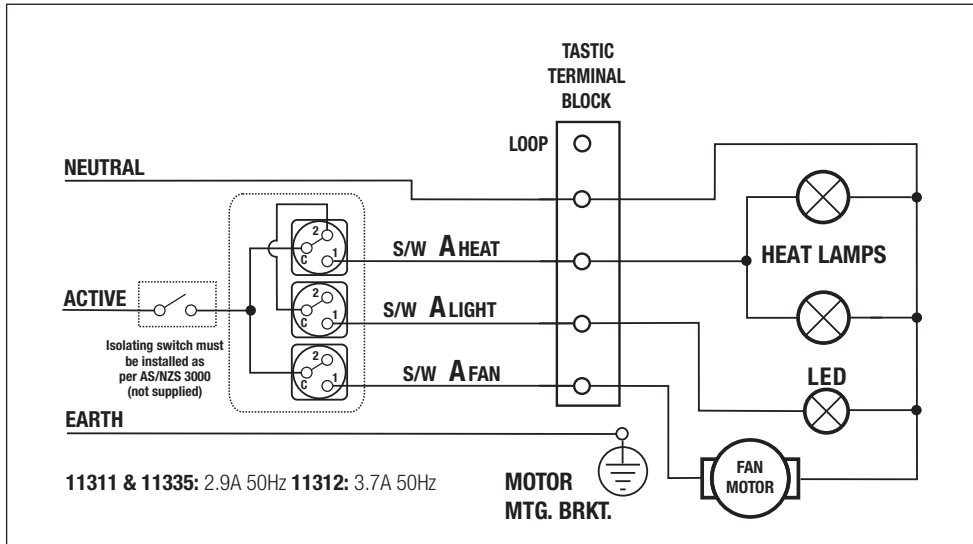 TASTIC
TERMINAL
BLOCK
LOOP
NEUTRAL
2
C
1
S/W A HEAT
HEAT LAMPS
ACTIVE
2
C
1
S/W A LIGHT
Isolating switch must
be installed as
per AS/NZS 3000
(not supplied)
2
C
1
S/W A FAN
LED
EARTH
11311 & 11335: 2.9A 50Hz 11312: 3.7A 50Hz
MOTOR
MTG. BRKT.
FAN
MOTOR